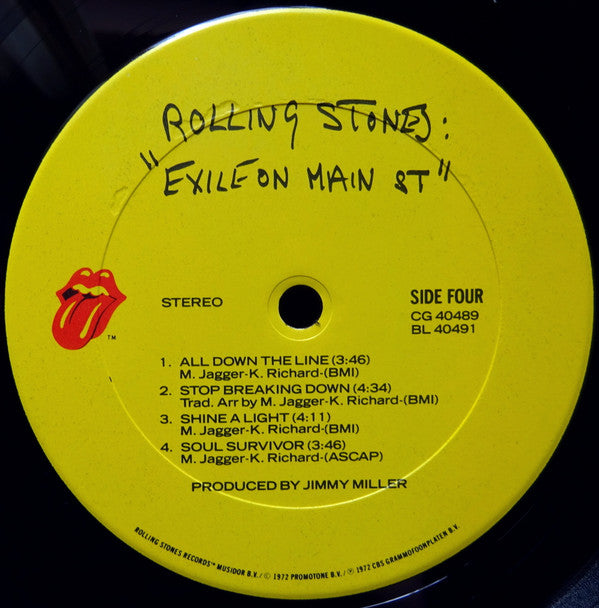 "ROLLING STONES:
EXILE ON MAIN ST"
STEREO
SIDE FOUR
CG 40489
BL 40491
TM
1. ALL DOWN THE LINE (3:46)
M. Jagger-K. Richard-(BMI)
2. STOP BREAKING DOWN (4:34)
Trad. Arr by M. Jagger-K. Richard-(BMI)
3. SHINE A LIGHT (4:11)
M. Jagger-K. Richard-(BMI)
4. SOUL SURVIVOR (3:46)
M. Jagger-K. Richard-(ASCAP)
PRODUCED BY JIMMY MILLER
ROLLING STONES RECORDS™ MUSIDOR B.V./© 1972 PROMOTONE B.V./℗ 1972 CBS GRAMMOFOONPLATEN B.V.